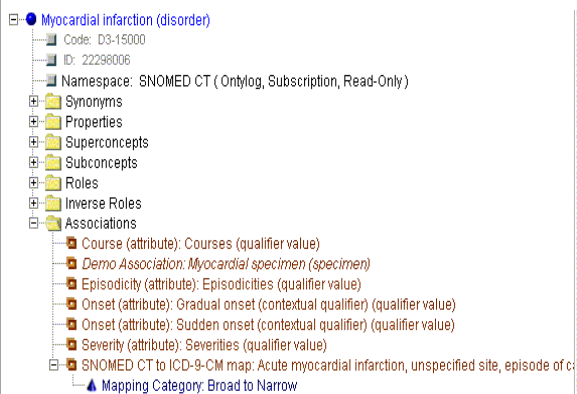 Myocardial infarction (disorder)
Code: D3-15000
ID: 22298006
Namespace: SNOMED CT ( Ontylog, Subscription, Read-Only )
Synonyms
Properties
Superconcepts
Subconcepts
Roles
Inverse Roles
Associations
Course (attribute): Courses (qualifier value)
Demo Association: Myocardial specimen (specimen)
Episodicity (attribute): Episodicities (qualifier value)
Onset (attribute): Gradual onset (contextual qualifier) (qualifier value)
Onset (attribute): Sudden onset (contextual qualifier) (qualifier value)
Severity (attribute): Severities (qualifier value)
SNOMED CT to ICD-9-CM map: Acute myocardial infarction, unspecified site, episode of
Mapping Category: Broad to Narrow